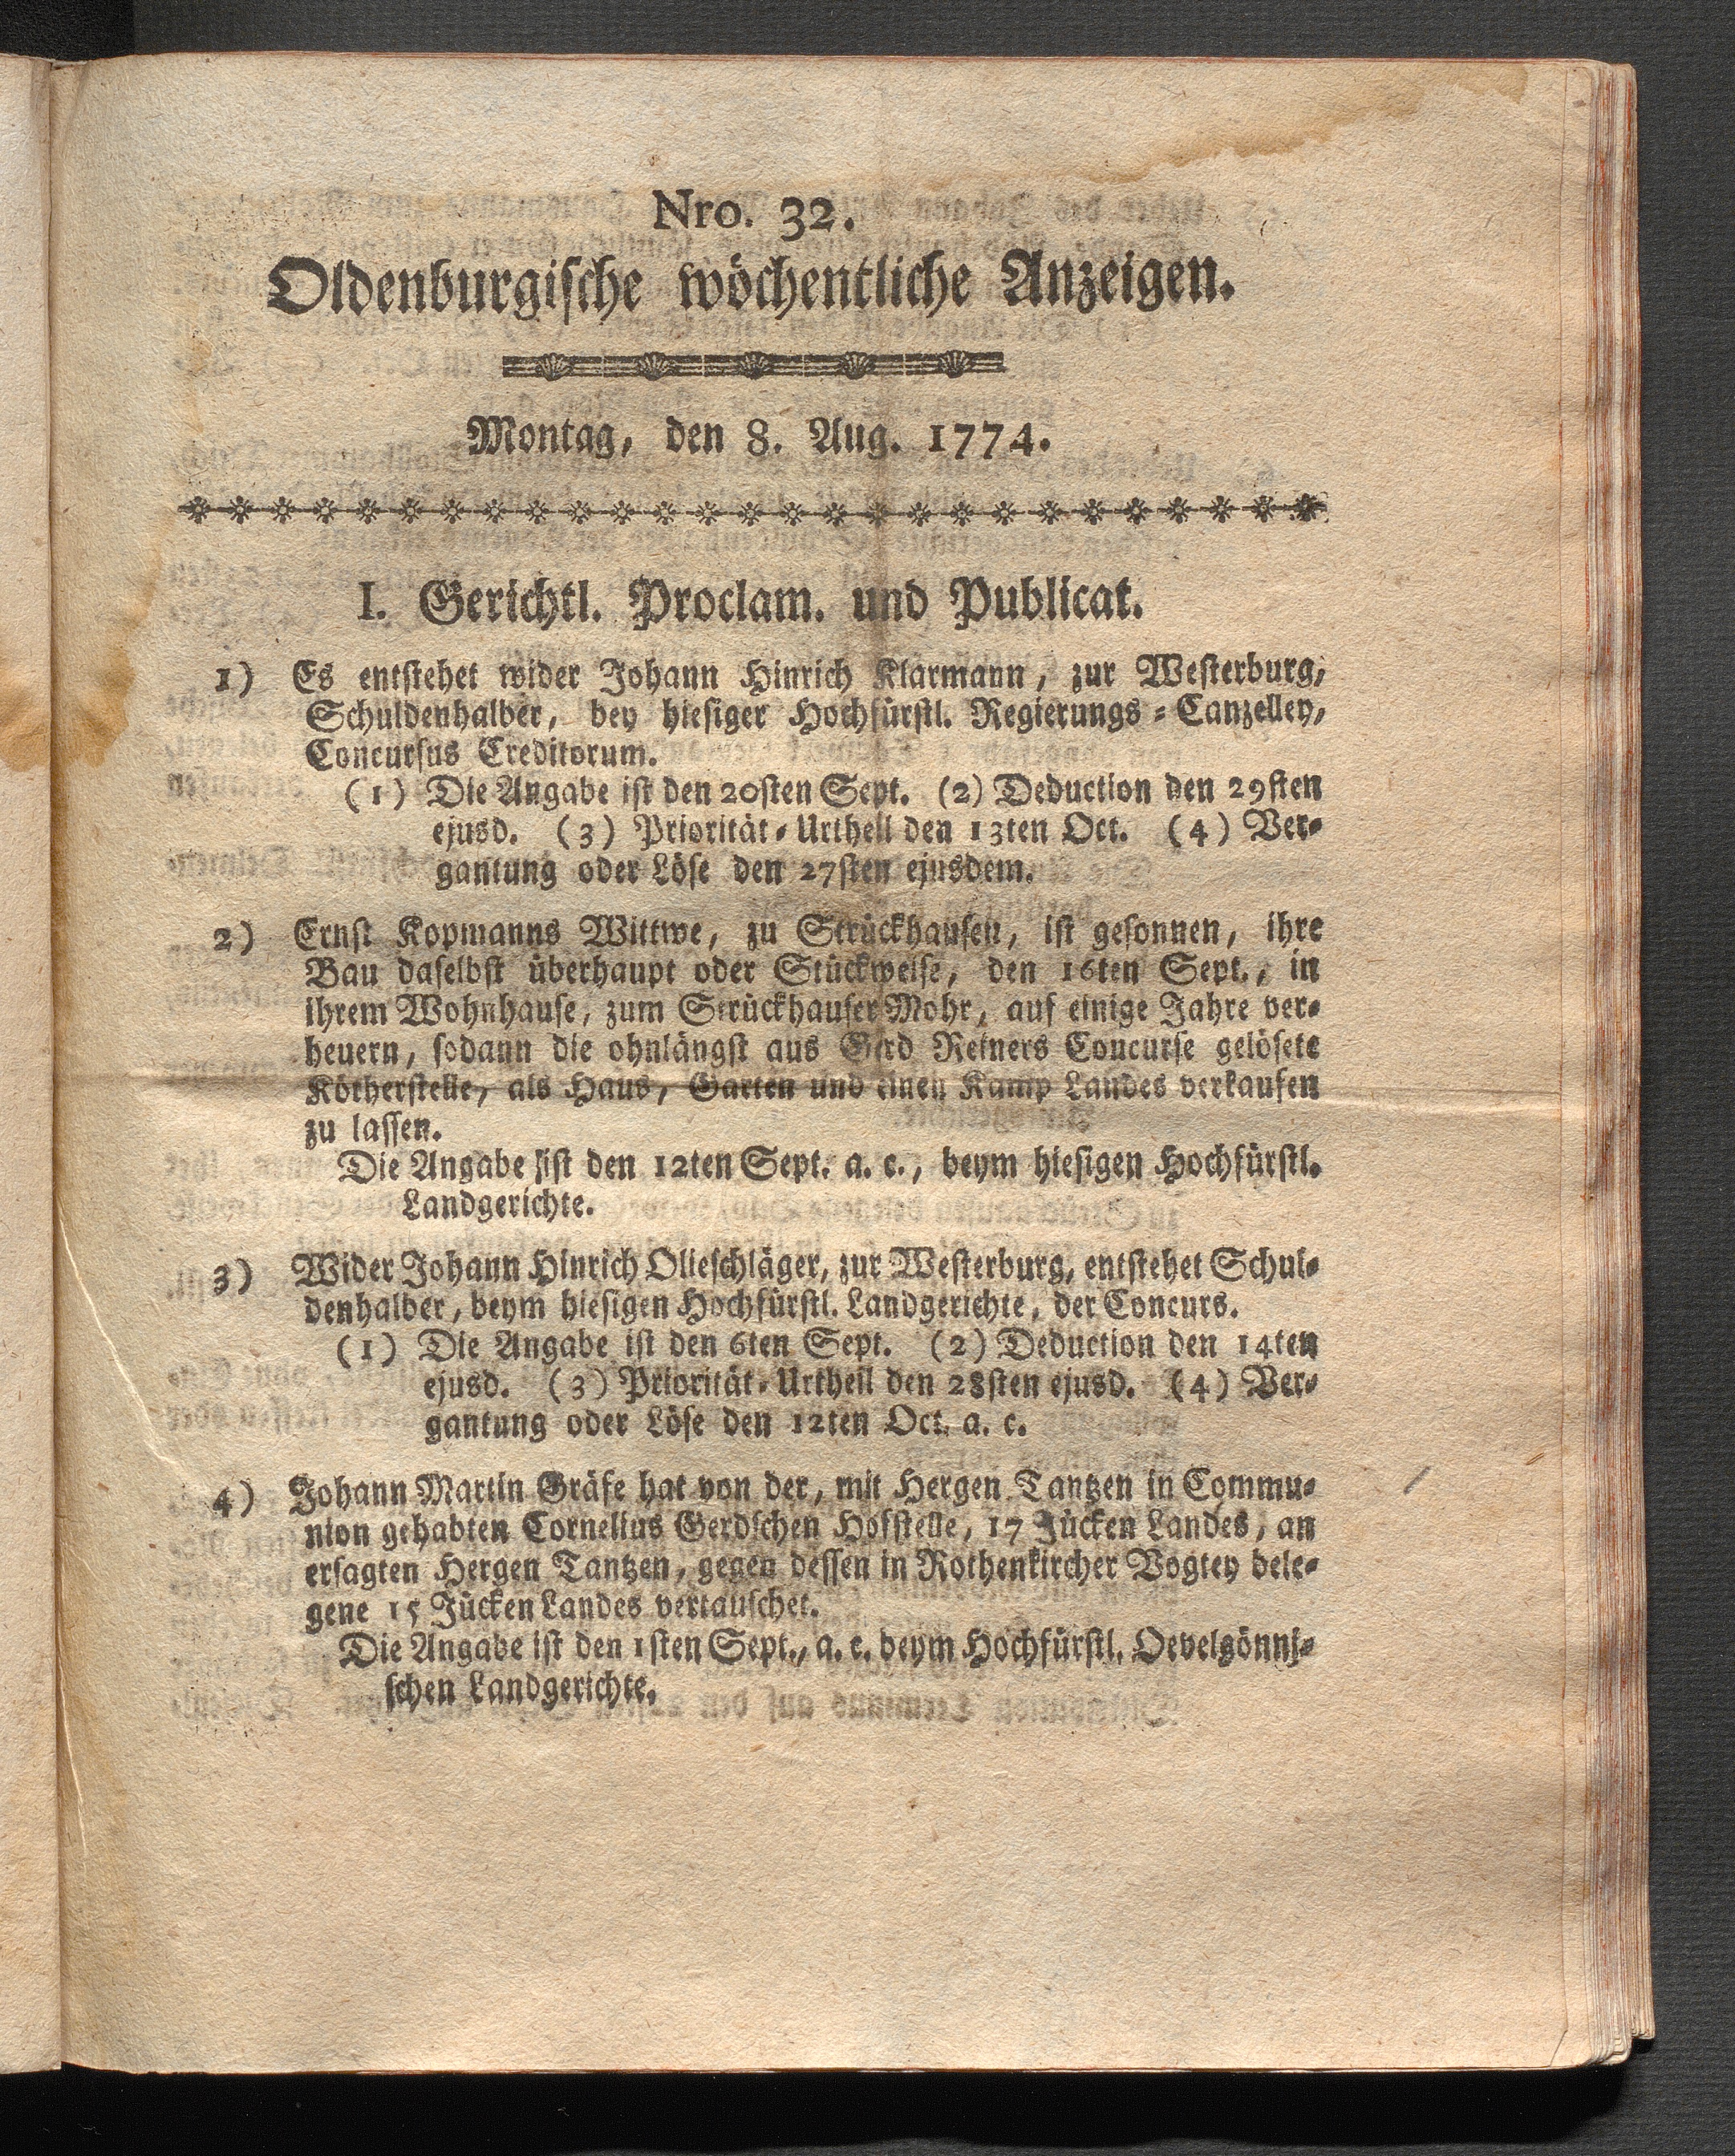 Nro. 32.
Oldenburgische wöchentliche Anzeigen.
Montag, den 8. Aug. 1774.
I. Gerichtl. Proclam. und Publicat.
1) Es entstehet wider Johann Hinrich Klarmann, zur Westerburg,
Schuldenhalber, bey hiesiger Hochfürstl. Regierungs-Canzelley,
Concursus Creditorum.
(1) Die Angabe ist den 20sten Sept. (2) Deduction den 29sten
ejusd. (3) Priorität-Urtheil den 13ten Oct. (4) Ver-
gantung oder Löse den 27sten ejusdem.
2) Ernst Kopmanns Wittwe, zu Strückhausen, ist gesonnen, ihre
Bau daselbst überhaupt oder Stückweise, den 16ten Sept., in
ihrem Wohnhause, zum Strückhauser Mohr, auf einige Jahre ver-
heuern, sodann die ohnlängst aus Gerd Reiners Concurse gelösete
Kötherstelle, als Haus, Garten und einen Kamp Landes verkaufen
zu lassen.
Die Angabe ist den 12ten Sept. a. c., beym hiesigen Hochfürstl.
Landgerichte.
3) Wider Johann Hinrich Olieschläger, zur Westerburg, entstehet Schul-
denhalber, beym hiesigen Hochfürstl. Landgerichte, der Concurs.
(1) Die Angabe ist den 6ten Sept. (2) Deduction den 14ten
ejusd. (3) Priorität-Urtheil den 28sten ejusd. (4) Ver-
gantung oder Löse den 12ten Oct. a. c.
4) Johann Martin Gräfe hat von der, mit Hergen Tantzen in Commu-
nion gehabten Cornelius Gerdschen Hofstelle, 17 Jücken Landes, an
ersagten Hergen Tantzen, gegen dessen in Rothenkircher Vogtey bele-
gene 15 Jücken Landes vertauschet.
Die Angabe ist den 1sten Sept., a. c. beym Hochfürstl. Oevelgönni-
schen Landgerichte.